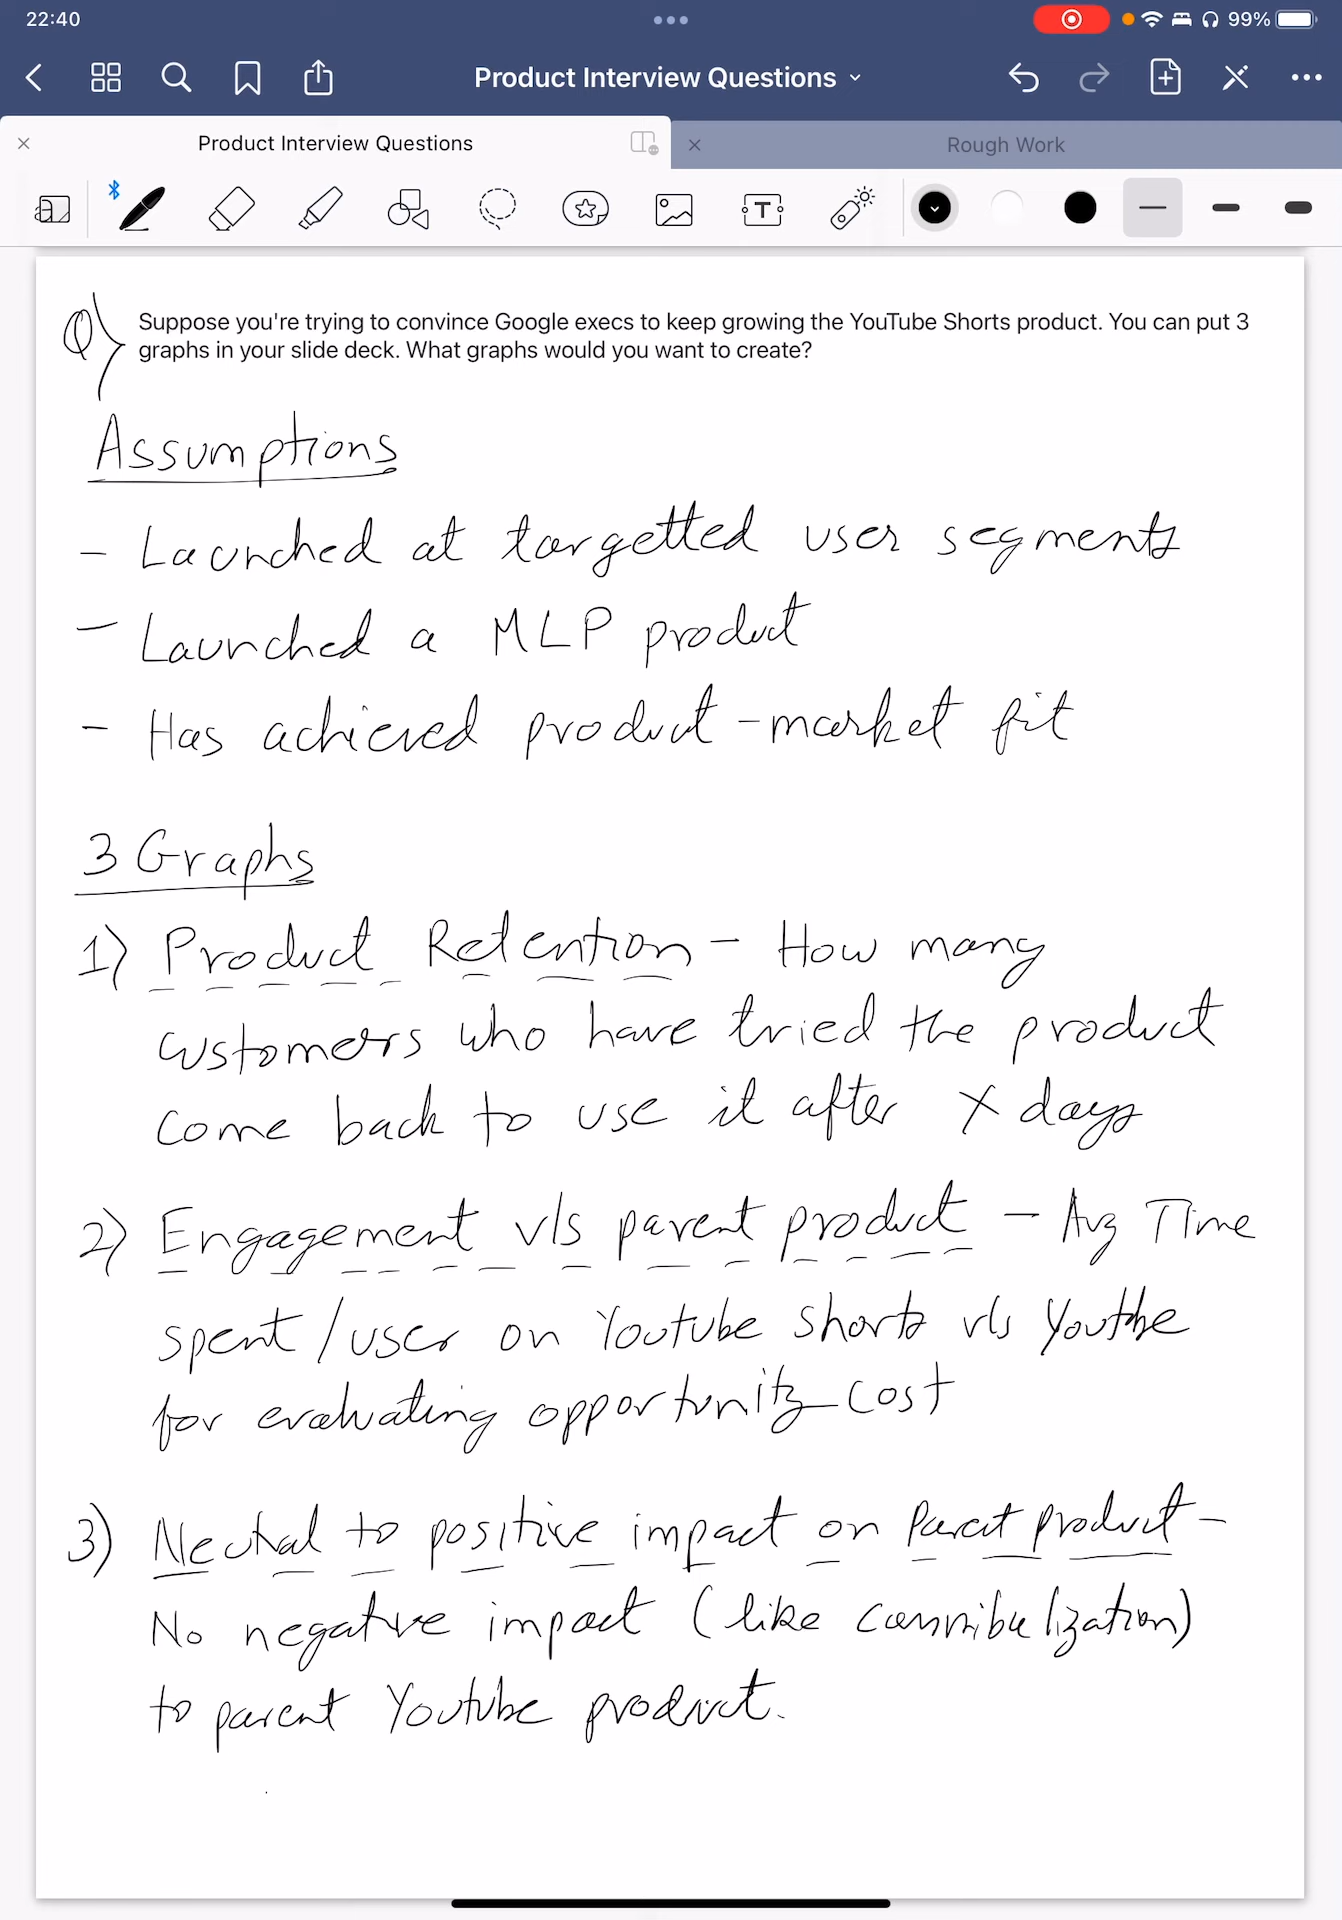 22:40
99%
Product Interview Questions
Product Interview Questions
Rough Work
a
T
Q) Suppose you're trying to convince Google execs to keep growing the YouTube Shorts product. You can put 3
graphs in your slide deck. What graphs would you want to create?
Assumptions
- Launched at targetted user segments
- Launched a MLP product
- Has achieved product-market fit
3 Graphs
1) Product Retention - How many
customers who have tried the product
come back to use it after X days
2) Engagement v/s parent product - Avg Time
spent/user on Youtube shorts v/s Youtube
for evaluating opportunity cost
3) Neutral to positive impact on Parent product -
No negative impact (like cannibalization)
to parent Youtube product.